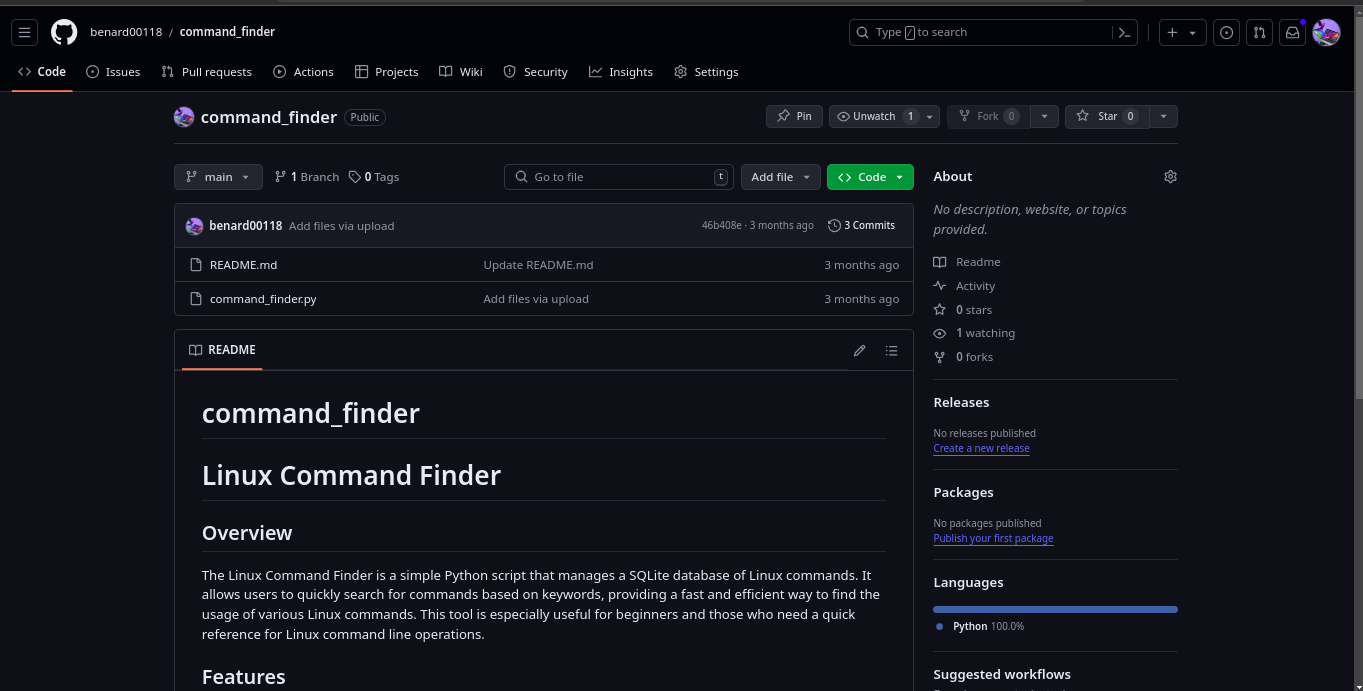 benard00118 / command_finder
Type / to search
Code Issues Pull requests Actions Projects Wiki Security Insights Settings
command_finder Public
Pin Unwatch 1 Fork 0 Star 0
main 1 Branch 0 Tags Go to file t Add file Code
benard00118 Add files via upload 46b408e · 3 months ago 3 Commits
README.md Update README.md 3 months ago
command_finder.py Add files via upload 3 months ago
README
command_finder
Linux Command Finder
Overview
The Linux Command Finder is a simple Python script that manages a SQLite database of Linux commands. It
allows users to quickly search for commands based on keywords, providing a fast and efficient way to find the
usage of various Linux commands. This tool is especially useful for beginners and those who need a quick
reference for Linux command line operations.
Features
About
No description, website, or topics
provided.
Readme
Activity
0 stars
1 watching
0 forks
Releases
No releases published
Create a new release
Packages
No packages published
Publish your first package
Languages
Python 100.0%
Suggested workflows